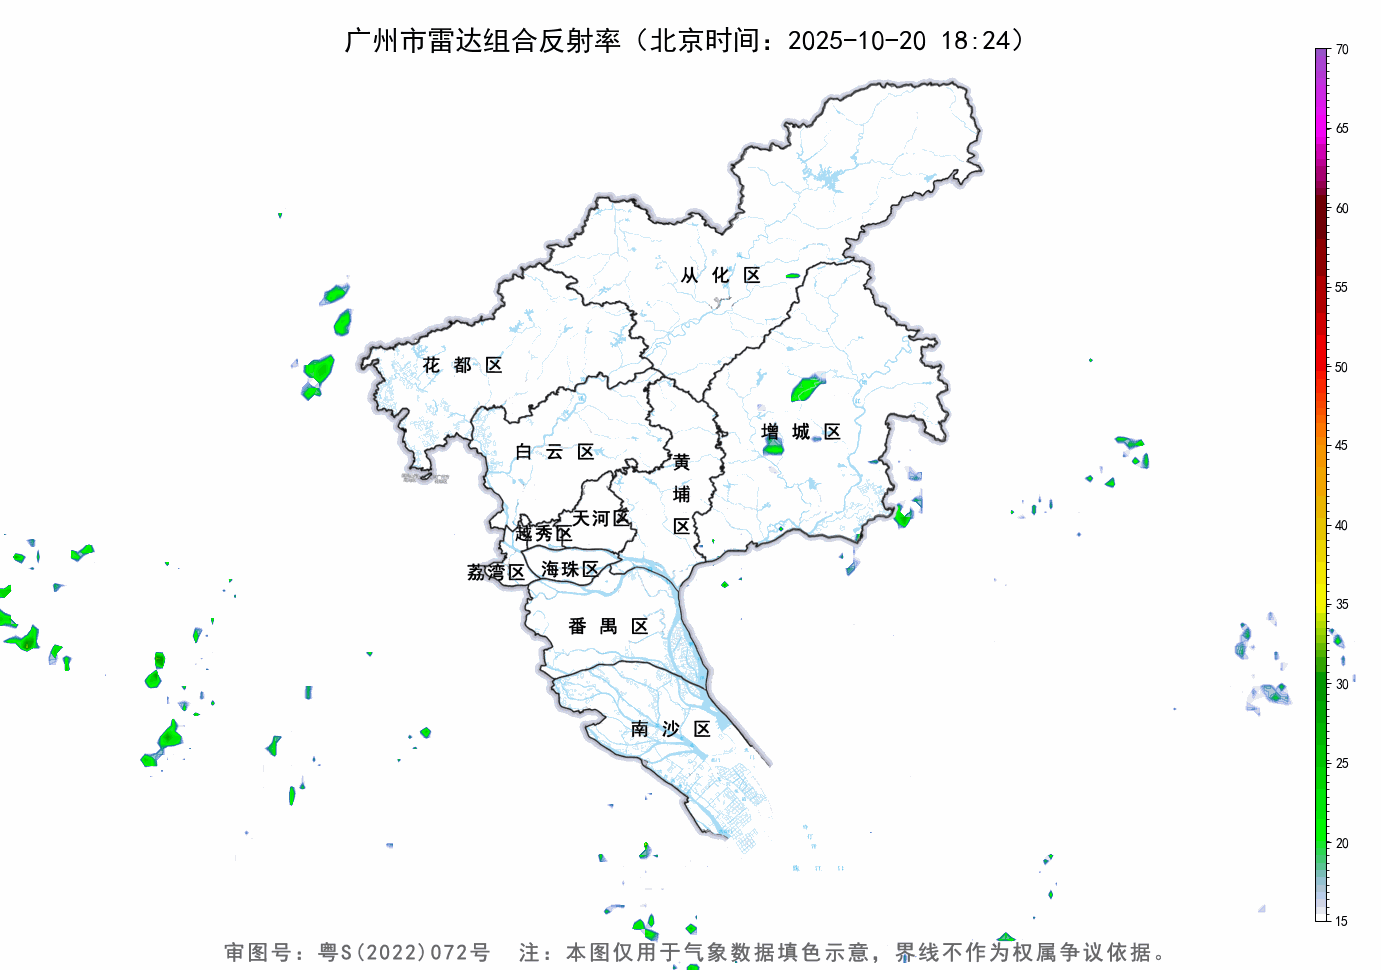 广州市雷达组合反射率（北京时间：2025-10-20 18:24）
70
65
60
55
50
45
40
35
30
25
20
15
从化区
花都区
增城区
白云区
黄埔区
天河区
越秀区
荔湾区
海珠区
番禺区
南沙区
审图号：粤S(2022)072号 注：本图仅用于气象数据填色示意，界线不作为权属争议依据。